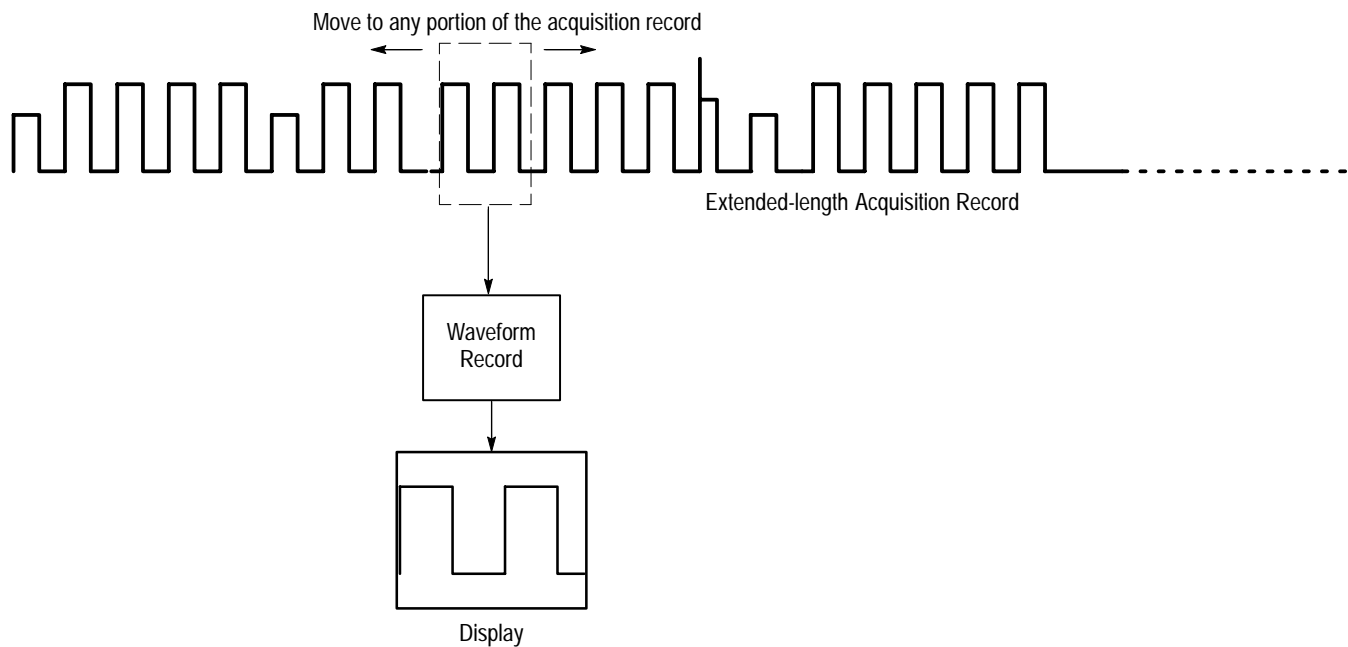 Move to any portion of the acquisition record
Extended-length Acquisition Record
Waveform
Record
Display